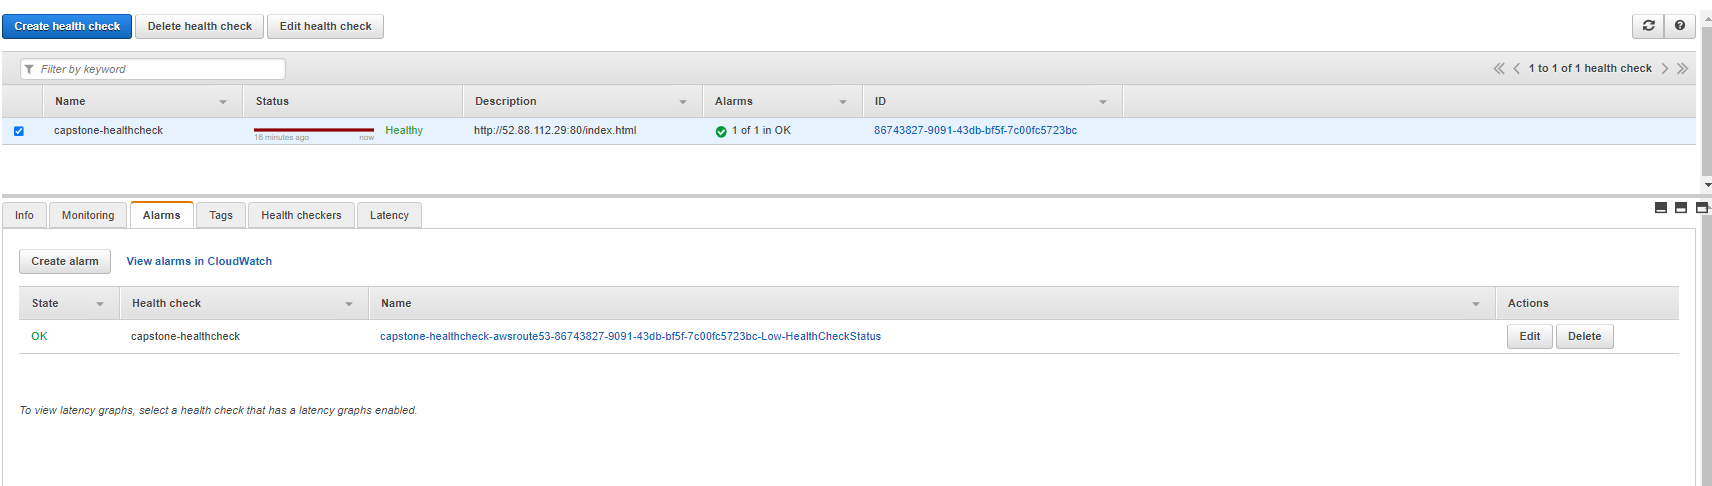 Create health check Delete health check Edit health check
Filter by keyword 1 to 1 of 1 health check
Name Status Description Alarms ID
capstone-healthcheck Healthy http://52.88.112.29:80/index.html 1 of 1 in OK 86743827-9091-43db-bf5f-7c00fc5723bc
16 minutes ago now
Info Monitoring Alarms Tags Health checkers Latency
Create alarm View alarms in CloudWatch
State Health check Name Actions
OK capstone-healthcheck capstone-healthcheck-awsroute53-86743827-9091-43db-bf5f-7c00fc5723bc-Low-HealthCheckStatus Edit Delete
To view latency graphs, select a health check that has a latency graphs enabled.